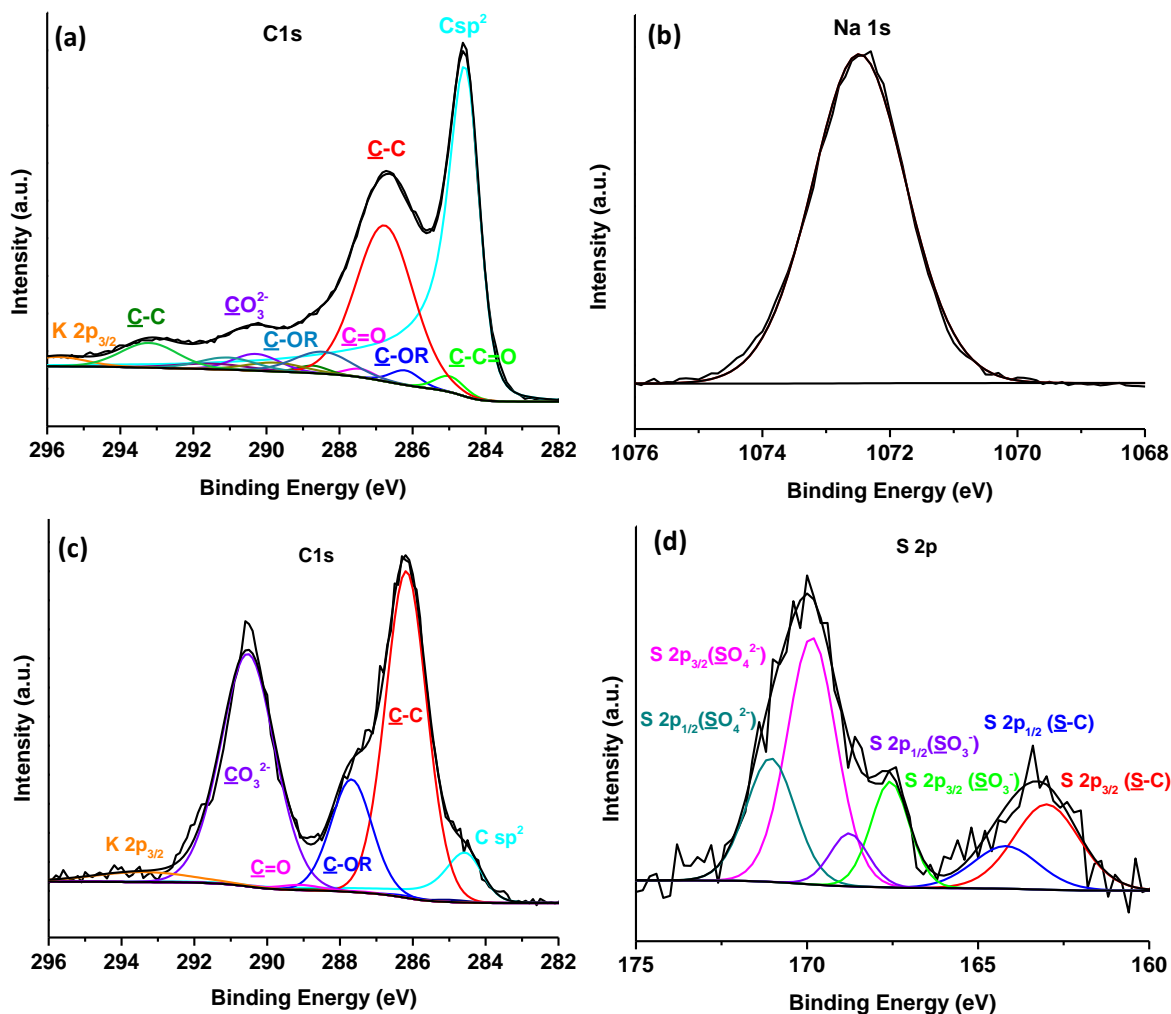 (a)
C1s
Csp²
C-C
C-C
CO₃²⁻
K 2p₃/₂
C-OR
C=O
C-OR
C-C=O
Intensity (a.u.)
296 294 292 290 288 286 284 282
Binding Energy (eV)
(b)
Na 1s
Intensity (a.u.)
1076 1074 1072 1070 1068
Binding Energy (eV)
(c)
C1s
C-C
CO₃²⁻
K 2p₃/₂
C=O
C-OR
C sp²
Intensity (a.u.)
296 294 292 290 288 286 284 282
Binding Energy (eV)
(d)
S 2p
S 2p₃/₂(SO₄²⁻)
S 2p₁/₂(SO₄²⁻)
S 2p₁/₂(SO₃⁻)
S 2p₃/₂ (SO₃⁻)
S 2p₁/₂ (S-C)
S 2p₃/₂ (S-C)
Intensity (a.u.)
175 170 165 160
Binding Energy (eV)